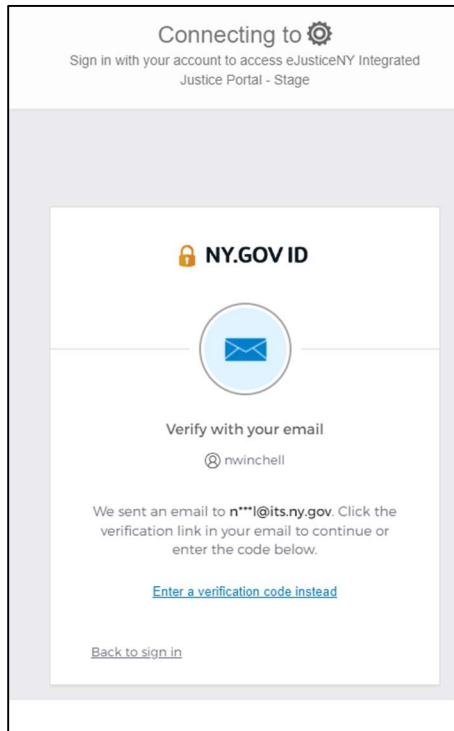 Connecting to
Sign in with your account to access eJusticeNY Integrated
Justice Portal - Stage
NY.GOV ID
Verify with your email
nwinchell
We sent an email to n***l@its.ny.gov. Click the
verification link in your email to continue or
enter the code below.
Enter a verification code instead
Back to sign in